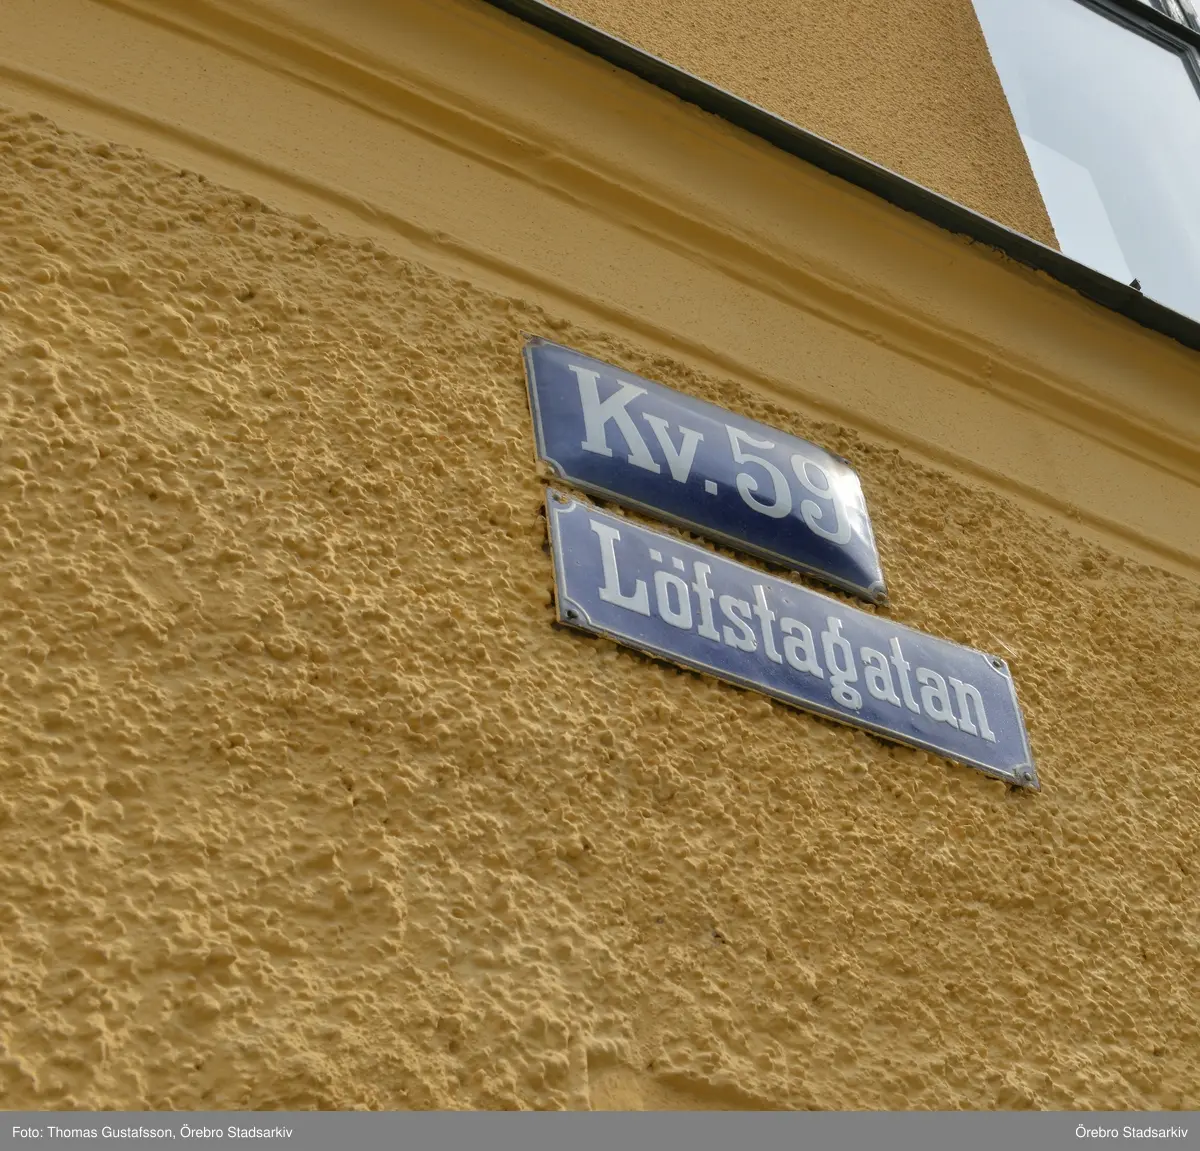 Kv. 59
Löfstagatan
Foto: Thomas Gustafsson, Örebro Stadsarkiv
Örebro Stadsarkiv